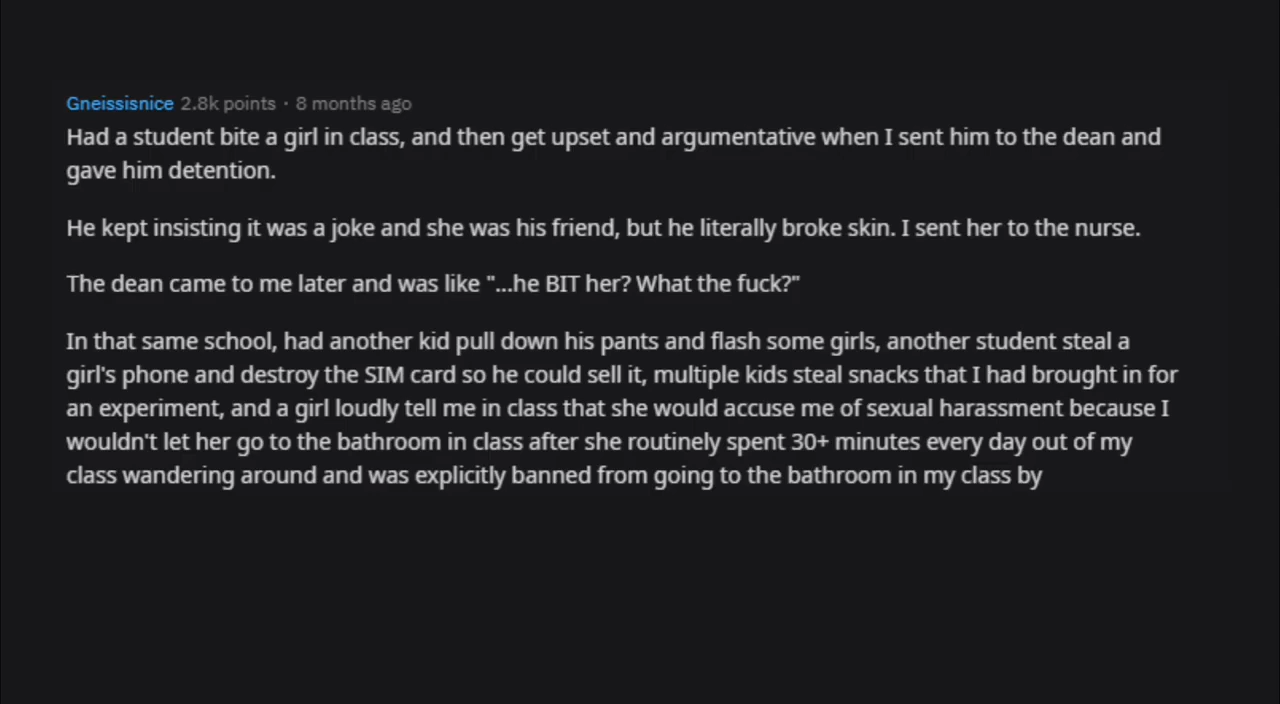 Gneissisnice 2.8k points · 8 months ago
Had a student bite a girl in class, and then get upset and argumentative when I sent him to the dean and
gave him detention.
He kept insisting it was a joke and she was his friend, but he literally broke skin. I sent her to the nurse.
The dean came to me later and was like "...he BIT her? What the fuck?"
In that same school, had another kid pull down his pants and flash some girls, another student steal a
girl's phone and destroy the SIM card so he could sell it, multiple kids steal snacks that I had brought in for
an experiment, and a girl loudly tell me in class that she would accuse me of sexual harassment because I
wouldn't let her go to the bathroom in class after she routinely spent 30+ minutes every day out of my
class wandering around and was explicitly banned from going to the bathroom in my class by